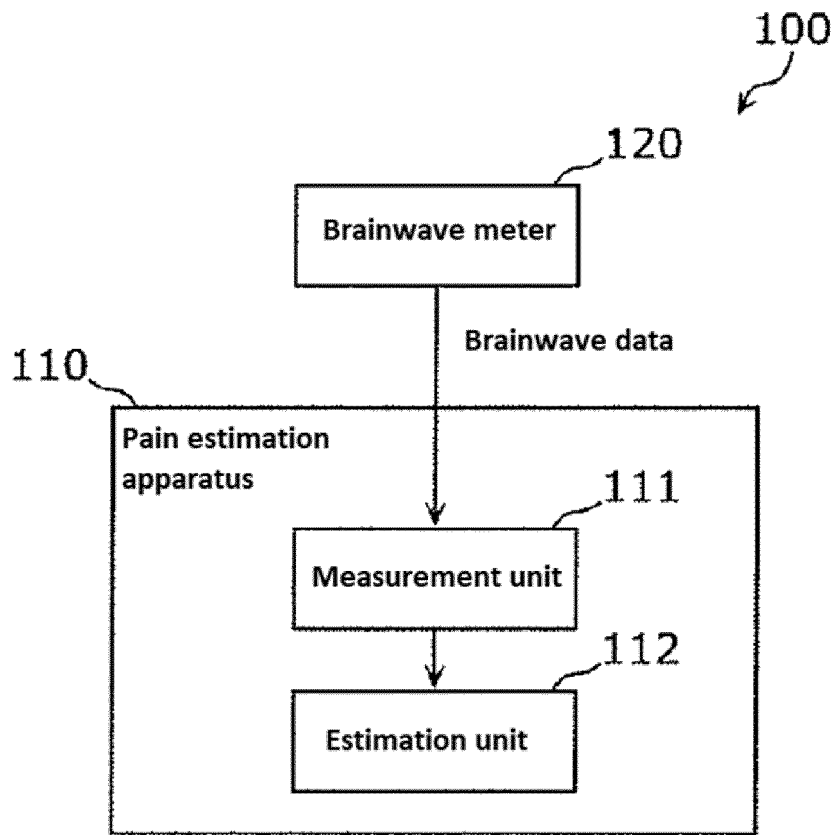 100
120
Brainwave meter
Brainwave data
110
Pain estimation
apparatus
111
Measurement unit
112
Estimation unit